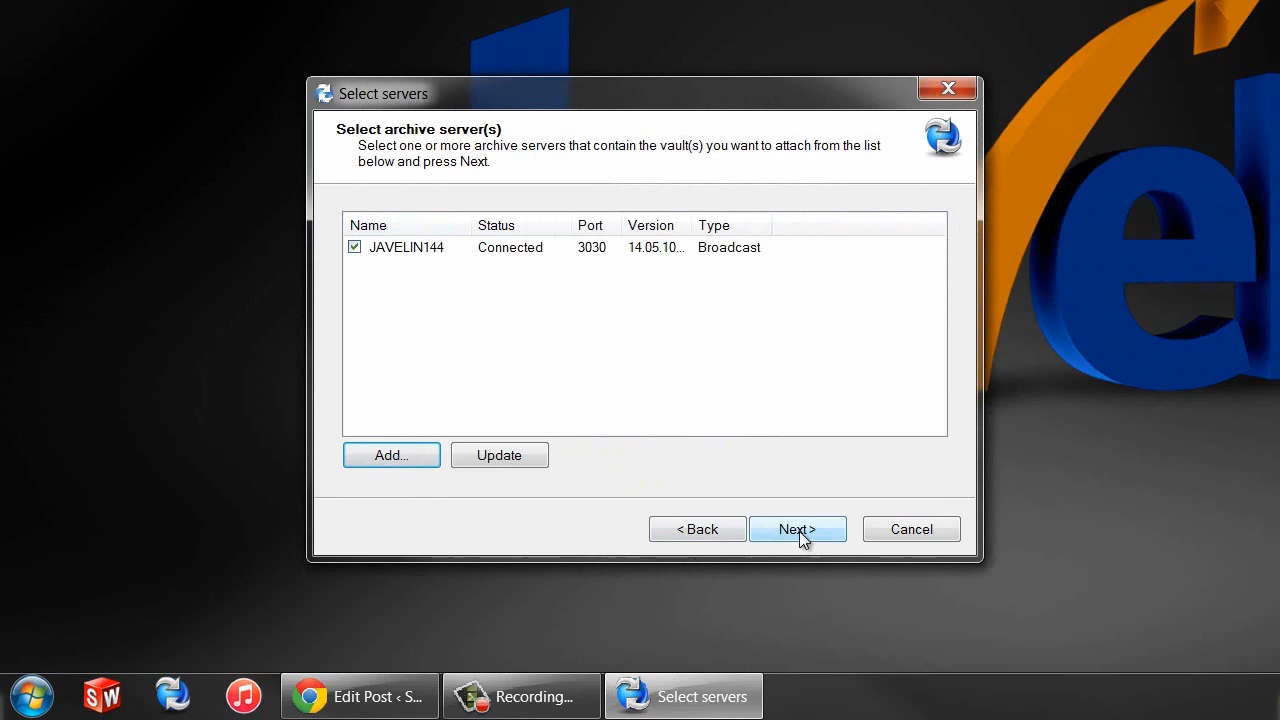 Select servers
Select archive server(s)
Select one or more archive servers that contain the vault(s) you want to attach from the list
below and press Next.
Name Status Port Version Type
JAVELIN144 Connected 3030 14.05.10... Broadcast
Add... Update
< Back Next > Cancel
SW Edit Post ‹ S... Recording... Select servers